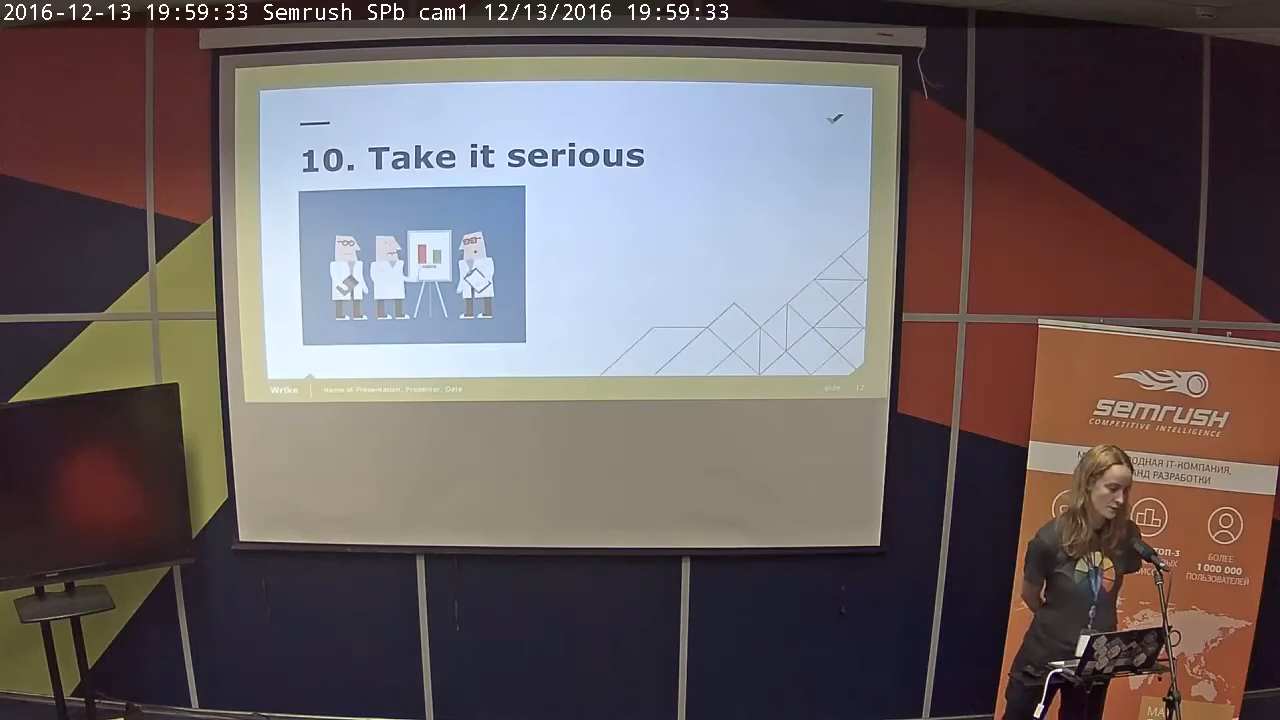 2016-12-13 19:59:33 Semrush SPb cam1 12/13/2016 19:59:33
10. Take it serious
Wrike
Name of Presentation, Presenter, Date
slide 12
semrush
COMPETITIVE INTELLIGENCE
ОДНАЯ IT-КОМПАНИЯ,
АНД РАЗРАБОТКИ
ТОП-3
БОЛЕЕ
1 000 000
ПОЛЬЗОВАТЕЛЕЙ